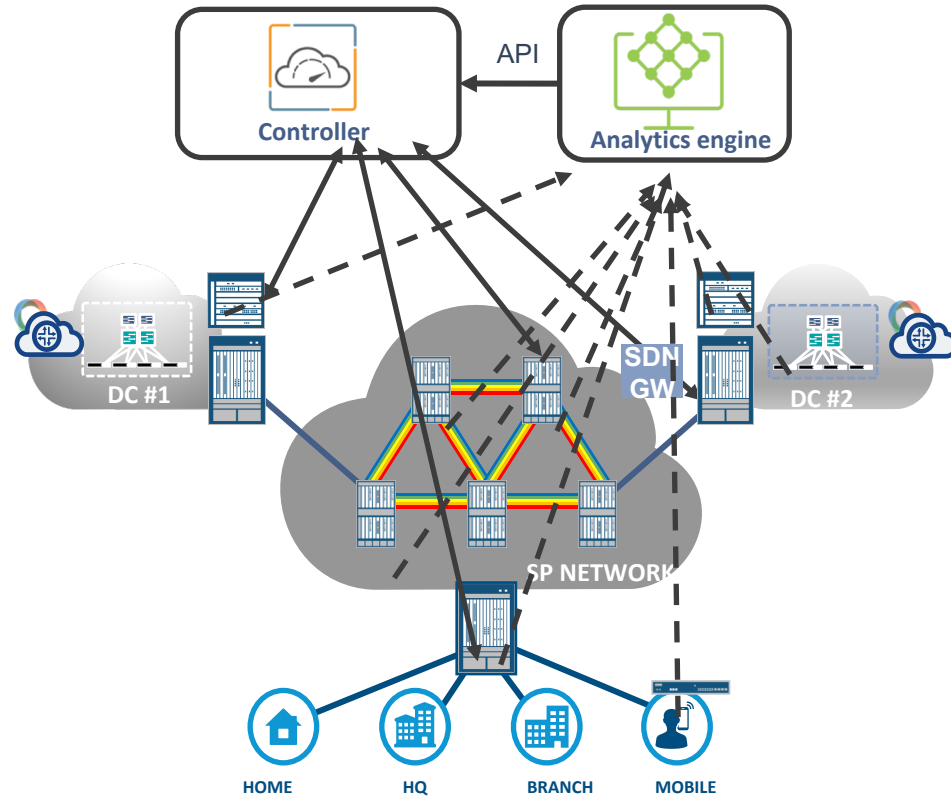 API
Controller
Analytics engine
DC #1
SDN
GW
DC #2
SP NETWORK
HOME
HQ
BRANCH
MOBILE